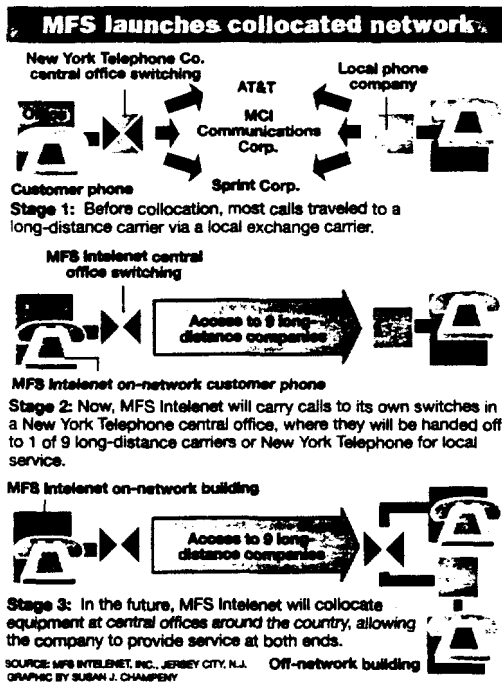 MFS launches collocated network
New York Telephone Co.
central office switching
Local phone
company
AT&T
MCI
Communications
Corp.
Sprint Corp.
Office
Customer phone
Stage 1: Before collocation, most calls traveled to a
long-distance carrier via a local exchange carrier.
MFS Intelenet central
office switching
Access to 9 long-
distance companies
MFS Intelenet on-network customer phone
Stage 2: Now, MFS Intelenet will carry calls to its own switches in
a New York Telephone central office, where they will be handed off
to 1 of 9 long-distance carriers or New York Telephone for local
service.
MFS Intelenet on-network building
Access to 9 long-
distance companies
Stage 3: In the future, MFS Intelenet will collocate
equipment at central offices around the country, allowing
the company to provide service at both ends.
Off-network building
SOURCE: MFS INTELENET, INC., JERSEY CITY, N.J.
GRAPHIC BY SUSAN J. CHAMPENY